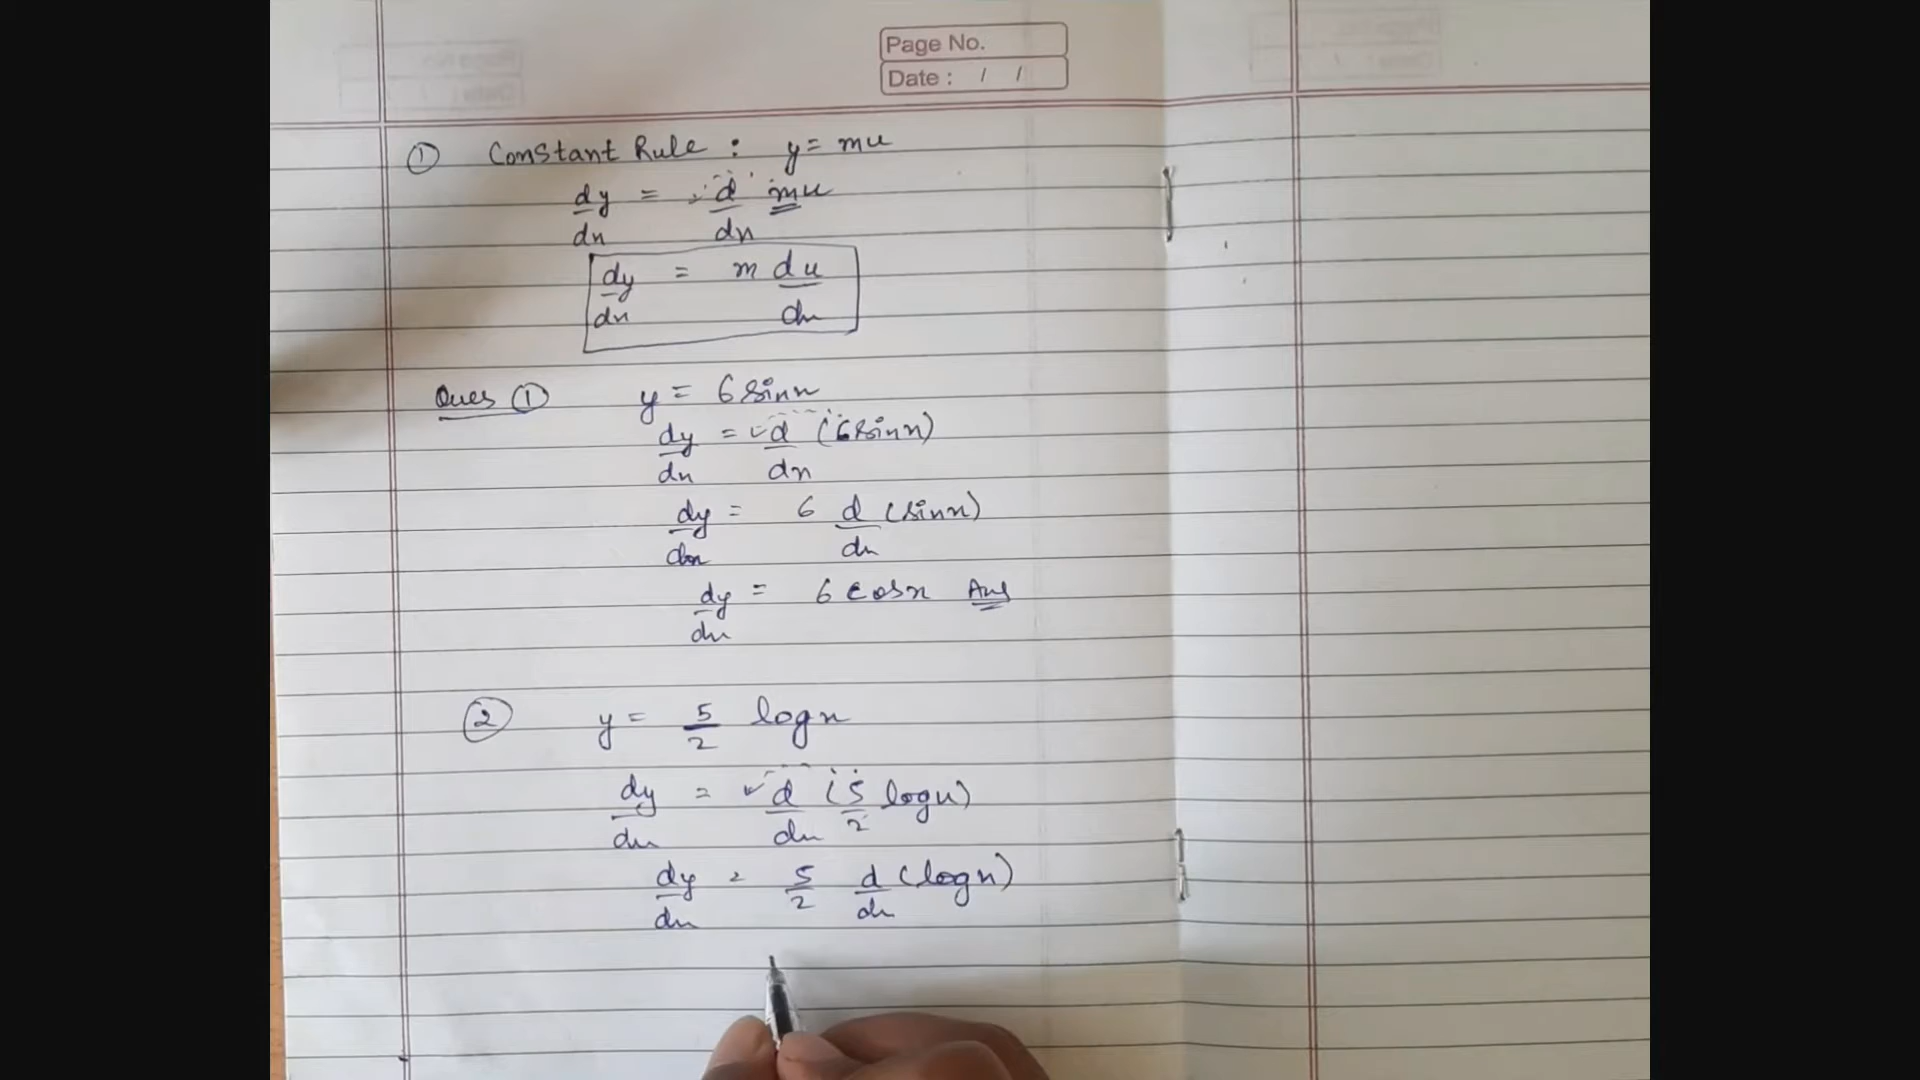 Page No.
Date : / /
① Constant Rule : y = mu
dy/dx = d/dx mu
dy/dx = m du/dx
Ques ① y = 6 sinx
dy/dx = d/dx (6sinx)
dy/dx = 6 d/dx (sinx)
dy/dx = 6 cosx Ans
② y = 5/2 logx
dy/dx = d/dx (5/2 logx)
dy/dx = 5/2 d/dx (logx)